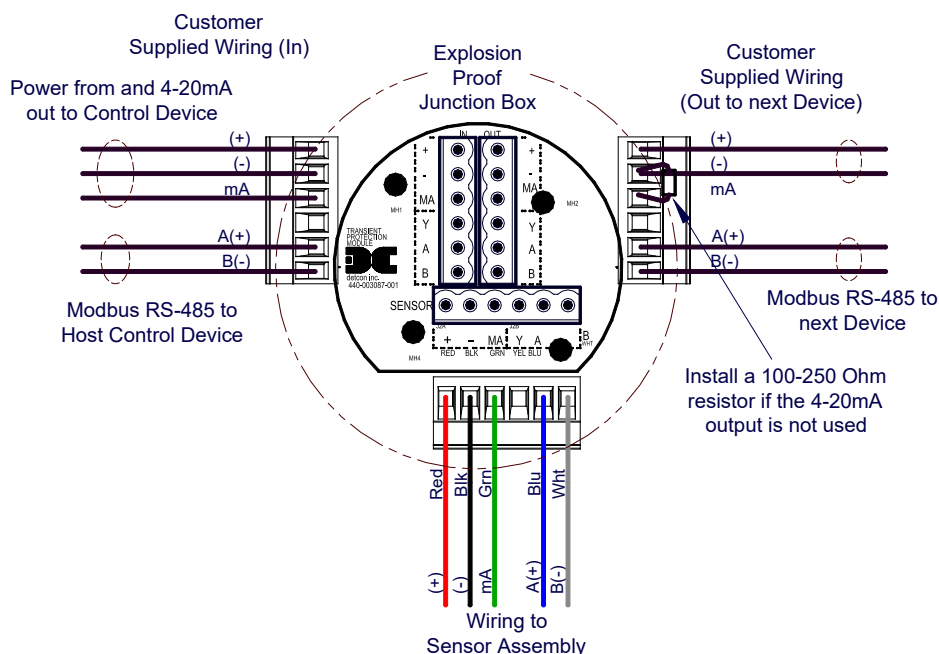 Customer
Supplied Wiring (In)
Power from and 4-20mA
out to Control Device
(+)
(-)
mA
A(+)
B(-)
Modbus RS-485 to
Host Control Device
Explosion
Proof
Junction Box
IN OUT
+
-
MA
Y
A
B
+
-
MA
Y
A
B
MH1
MH2
TRANSIENT
PROTECTION
MODULE
detcon inc.
440-003087-001
SENSOR
J2A
J2B
MH4
+ – MA Y A B
RED BLK GRN YEL BLU WHT
Customer
Supplied Wiring
(Out to next Device)
(+)
(-)
mA
A(+)
B(-)
Modbus RS-485 to
next Device
Install a 100-250 Ohm
resistor if the 4-20mA
output is not used
Red
Blk
Grn
Blu
Wht
(+)
(-)
mA
A(+)
B(-)
Wiring to
Sensor Assembly